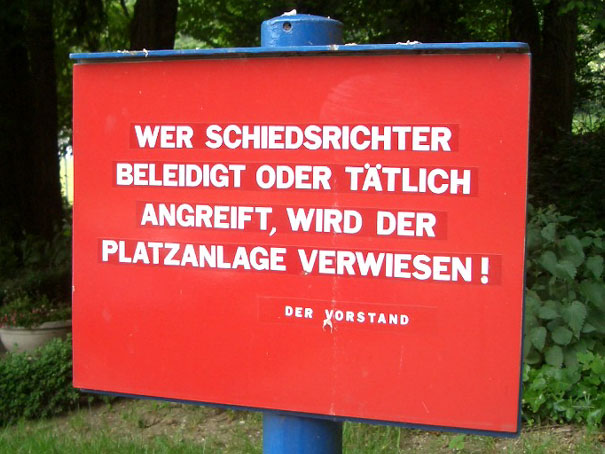 WER SCHIEDSRICHTER
BELEIDIGT ODER TÄTLICH
ANGREIFT, WIRD DER
PLATZANLAGE VERWIESEN!
DER VORSTAND